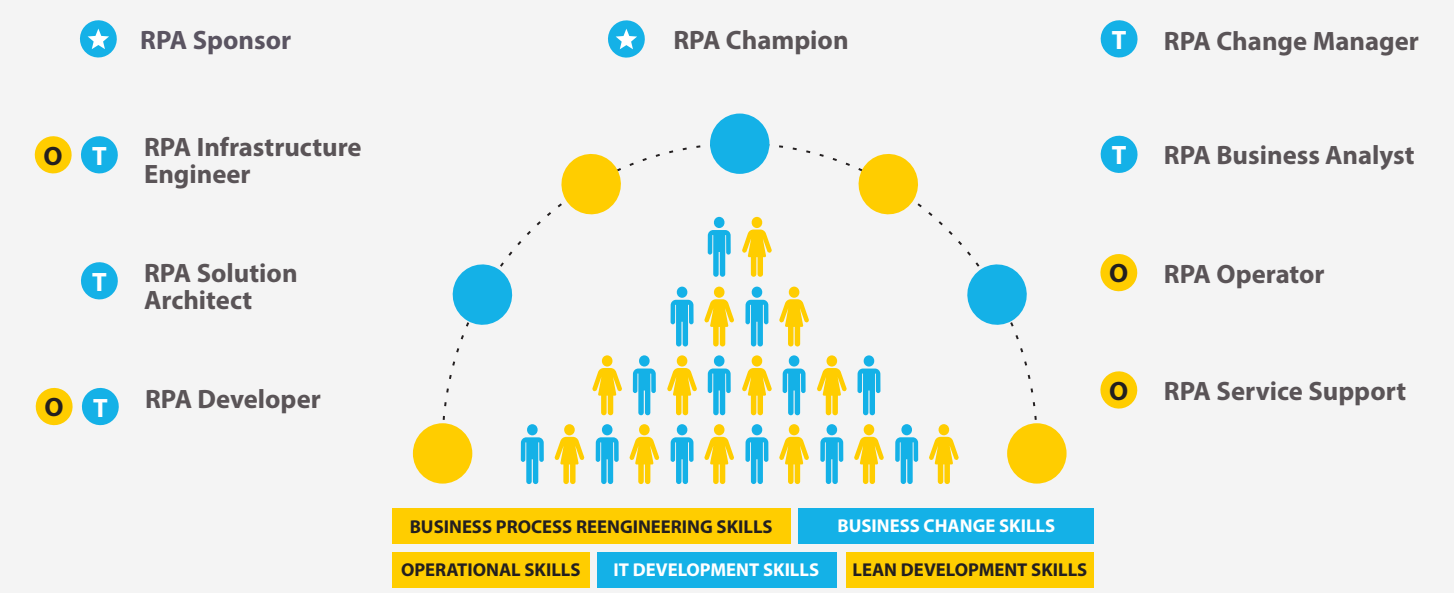 RPA Sponsor
RPA Champion
T RPA Change Manager
O T RPA Infrastructure
Engineer
T RPA Business Analyst
T RPA Solution
Architect
O RPA Operator
O T RPA Developer
O RPA Service Support
BUSINESS PROCESS REENGINEERING SKILLS
BUSINESS CHANGE SKILLS
OPERATIONAL SKILLS
IT DEVELOPMENT SKILLS
LEAN DEVELOPMENT SKILLS